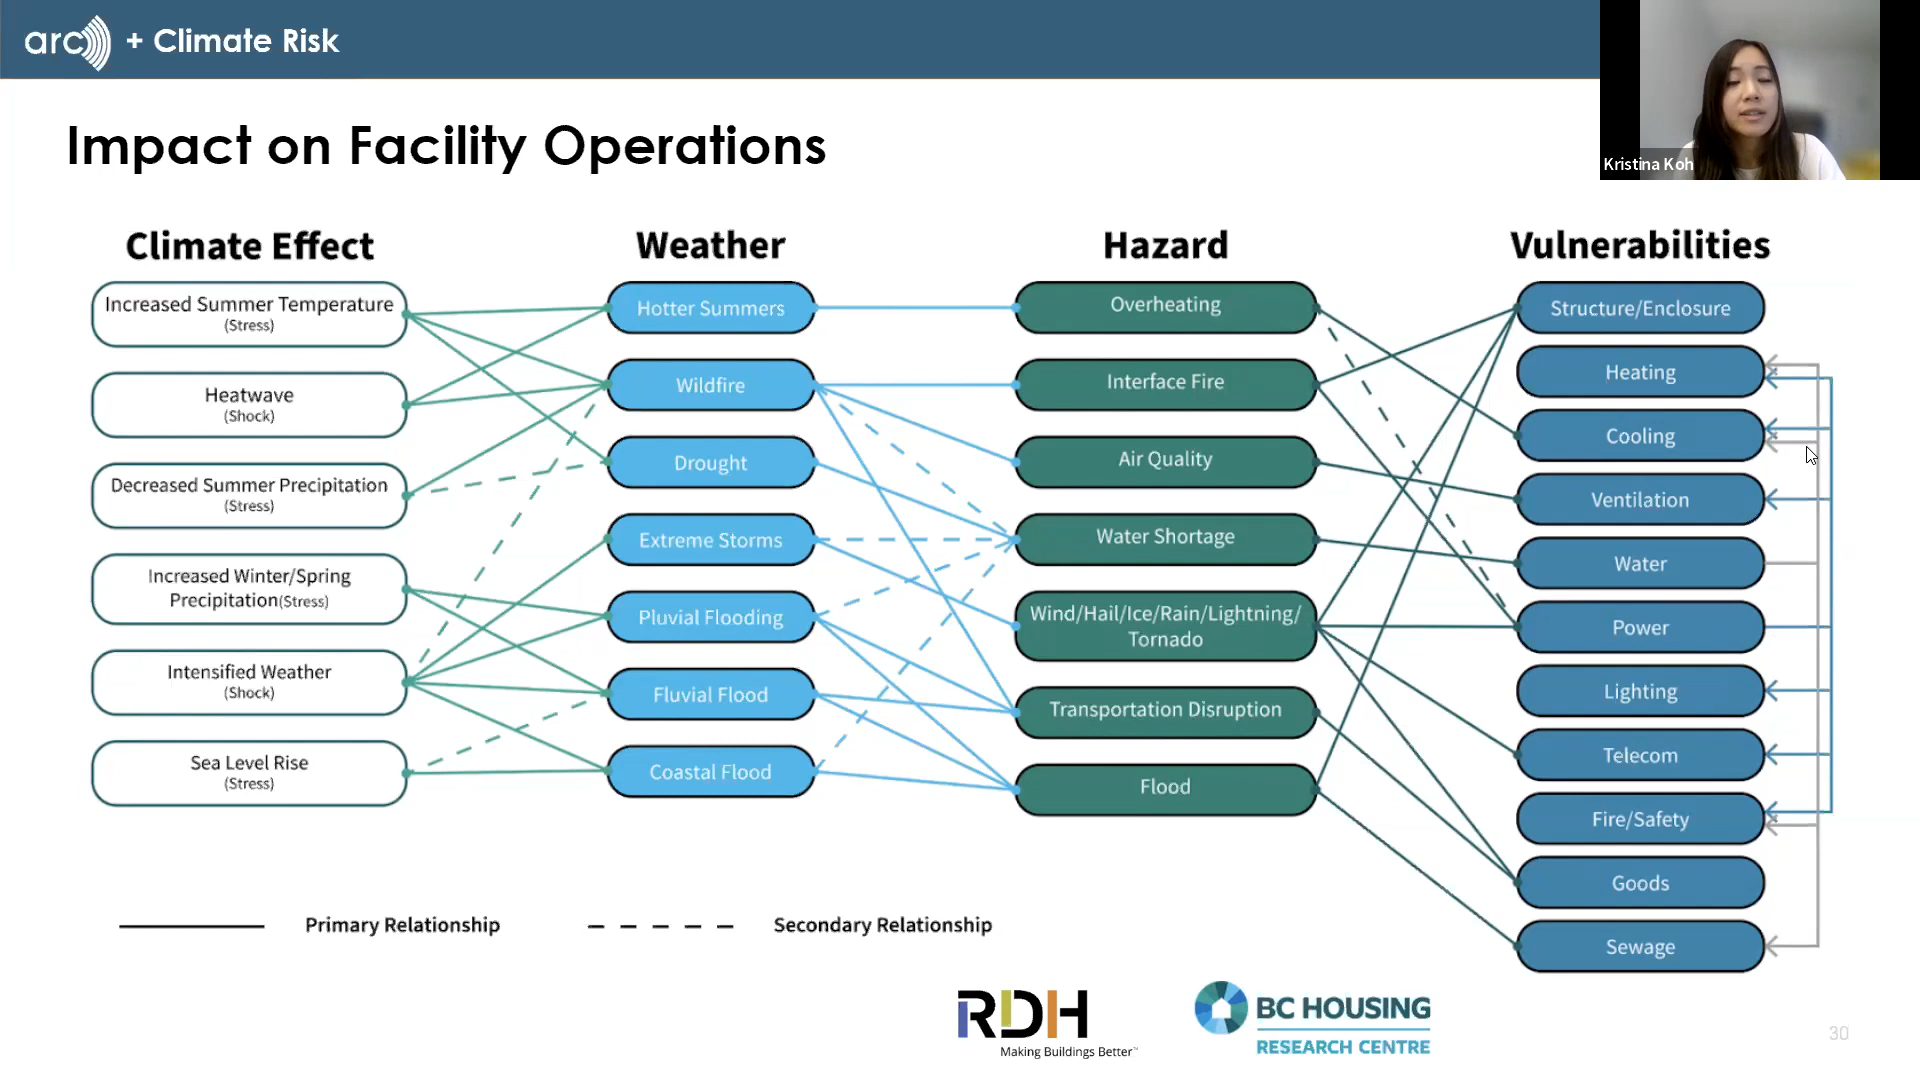 arc + Climate Risk
Kristina Koh
Impact on Facility Operations
Climate Effect
Increased Summer Temperature
(Stress)
Heatwave
(Shock)
Decreased Summer Precipitation
(Stress)
Increased Winter/Spring
Precipitation(Stress)
Intensified Weather
(Shock)
Sea Level Rise
(Stress)
Weather
Hotter Summers
Wildfire
Drought
Extreme Storms
Pluvial Flooding
Fluvial Flood
Coastal Flood
Hazard
Overheating
Interface Fire
Air Quality
Water Shortage
Wind/Hail/Ice/Rain/Lightning/
Tornado
Transportation Disruption
Flood
Vulnerabilities
Structure/Enclosure
Heating
Cooling
Ventilation
Water
Power
Lighting
Telecom
Fire/Safety
Goods
Sewage
Primary Relationship
Secondary Relationship
RDH
Making Buildings Better™
BC HOUSING
RESEARCH CENTRE
30